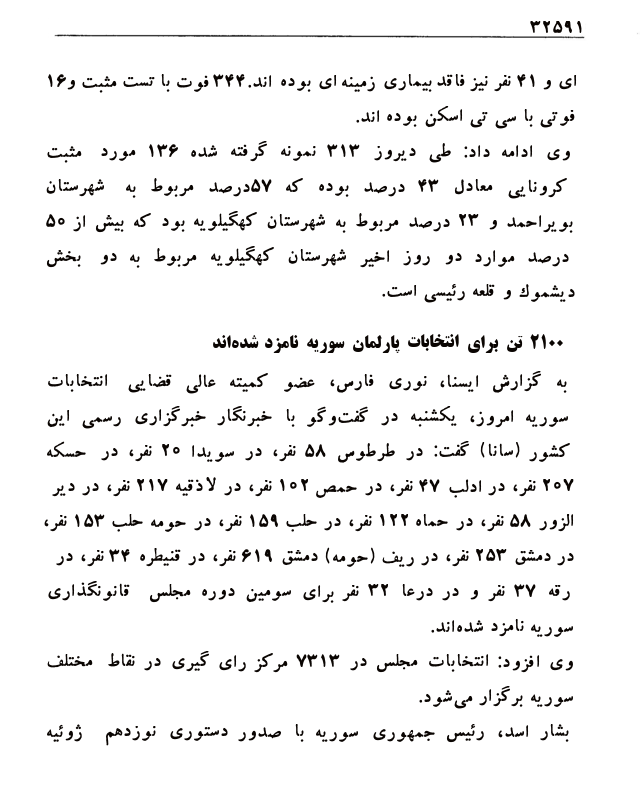 ۳۲۵۹۱
ای و ۴۱ نفر نیز فاقد بیماری زمینه ای بوده اند.۳۴۴ فوت با تست مثبت و۱۶
فوتی با سی تی اسکن بوده اند.
وی ادامه داد: طی دیروز ۳۱۳ نمونه گرفته شده ۱۳۶ مورد مثبت
کرونایی معادل ۴۳ درصد بوده که ۵۷درصد مربوط به شهرستان
بویراحمد و ۲۳ درصد مربوط به شهرستان کهگیلویه بود که بیش از ۵۰
درصد موارد دو روز اخیر شهرستان کهگیلویه مربوط به دو بخش
دیشموك و قلعه رئیسی است.
۲۱۰۰ تن برای انتخابات پارلمان سوریه نامزد شده‌اند
به گزارش ایسنا، نوری فارس، عضو کمیته عالی قضایی انتخابات
سوریه امروز، یکشنبه در گفت‌وگو با خبرنگار خبرگزاری رسمی این
کشور (سانا) گفت: در طرطوس ۵۸ نفر، در سویدا ۲۰ نفر، در حسکه
۲۰۷ نفر، در ادلب ۴۷ نفر، در حمص ۱۰۲ نفر، در لاذقیه ۲۱۷ نفر، در دیر
الزور ۵۸ نفر، در حماه ۱۲۲ نفر، در حلب ۱۵۹ نفر، در حومه حلب ۱۵۳ نفر،
در دمشق ۲۵۳ نفر، در ریف (حومه) دمشق ۶۱۹ نفر، در قنیطره ۳۴ نفر، در
رقه ۳۷ نفر و در درعا ۳۲ نفر برای سومین دوره مجلس قانونگذاری
سوریه نامزد شده‌اند.
وی افزود: انتخابات مجلس در ۷۳۱۳ مرکز رای گیری در نقاط مختلف
سوریه برگزار می‌شود.
بشار اسد، رئیس جمهوری سوریه با صدور دستوری نوزدهم ژوئیه